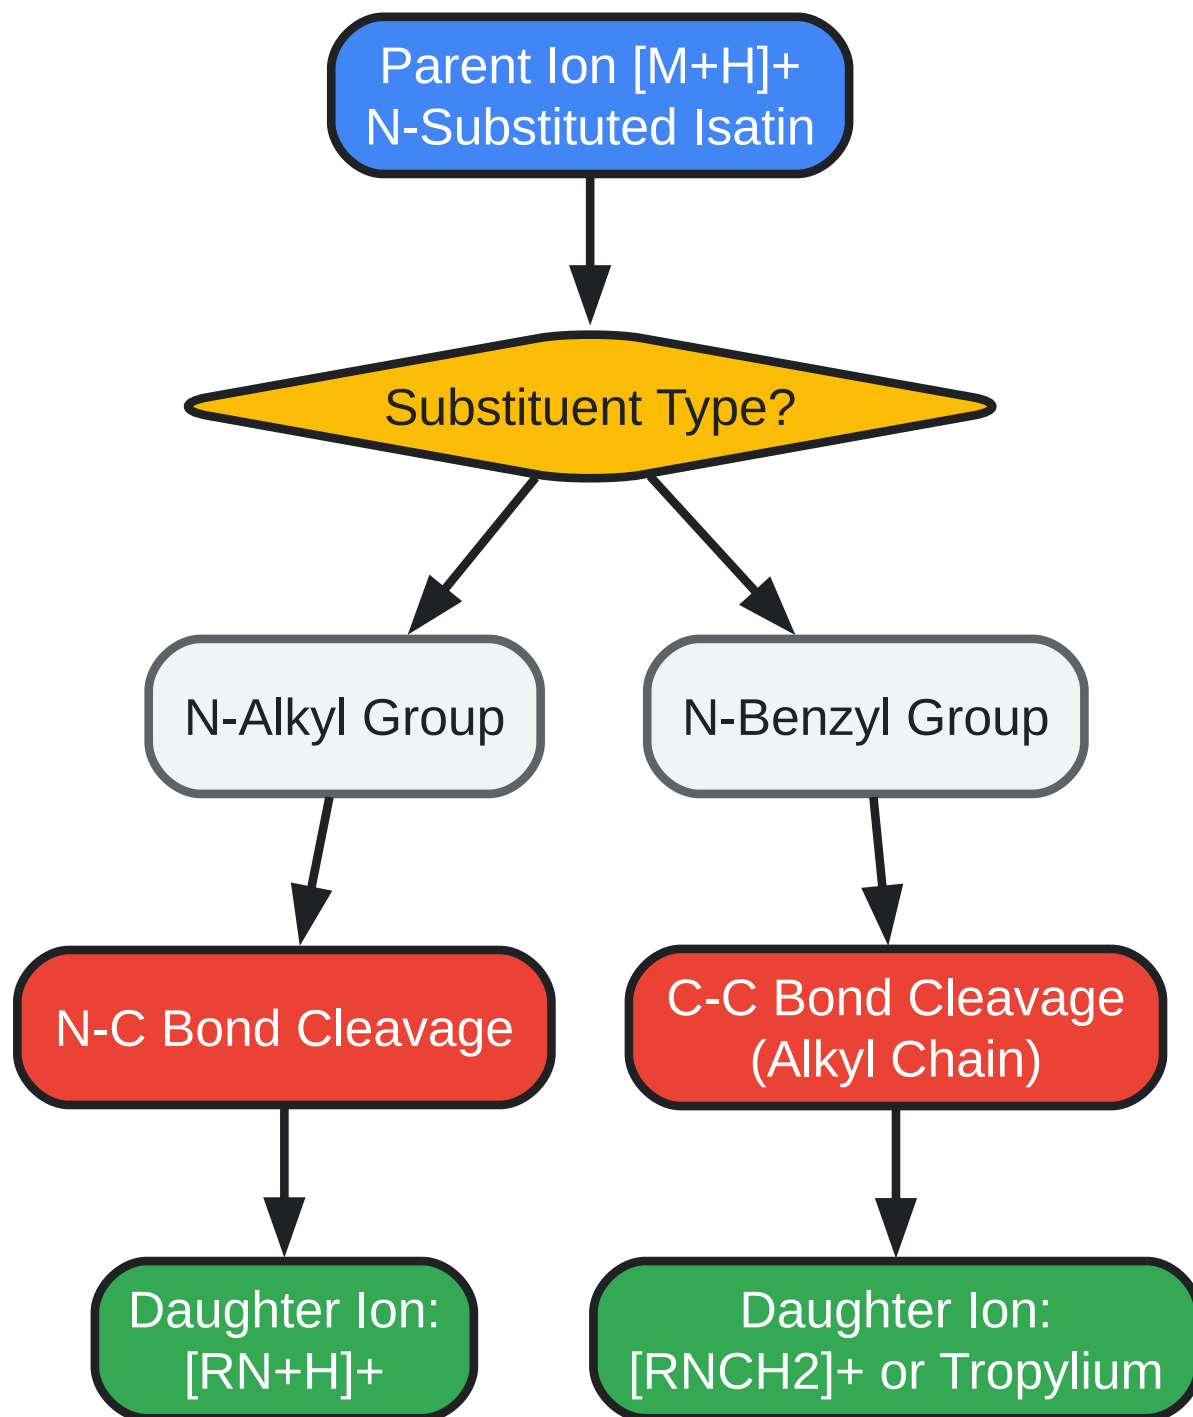 Parent Ion [M+H]+
N-Substituted Isatin
Substituent Type?
N-Alkyl Group
N-Benzyl Group
N-C Bond Cleavage
C-C Bond Cleavage
(Alkyl Chain)
Daughter Ion:
[RN+H]+
Daughter Ion:
[RNCH2]+ or Tropylium